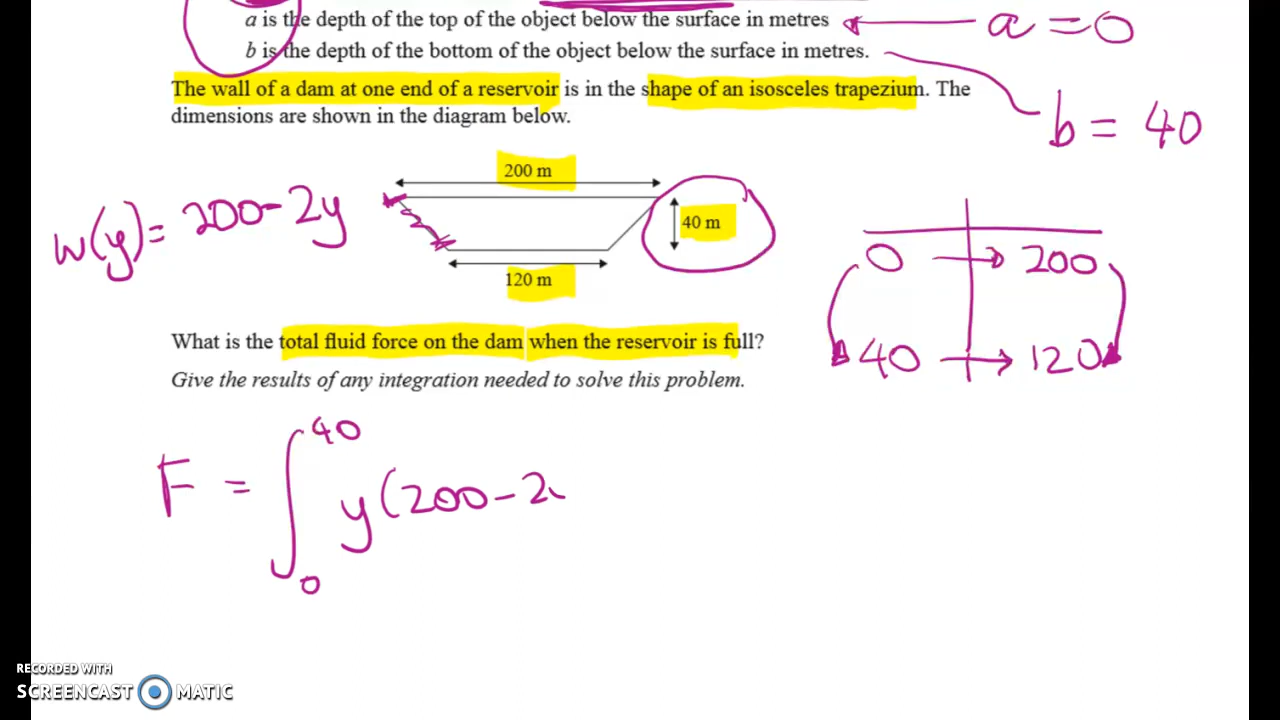 a is the depth of the top of the object below the surface in metres
a = 0
b is the depth of the bottom of the object below the surface in metres.
b = 40
The wall of a dam at one end of a reservoir is in the shape of an isosceles trapezium. The
dimensions are shown in the diagram below.
200 m
w(y) = 200 - 2y
40 m
120 m
0 → 200
40 → 120
What is the total fluid force on the dam when the reservoir is full?
Give the results of any integration needed to solve this problem.
F = ∫ 40 0 y(200 - 2
RECORDED WITH
SCREENCAST MATIC